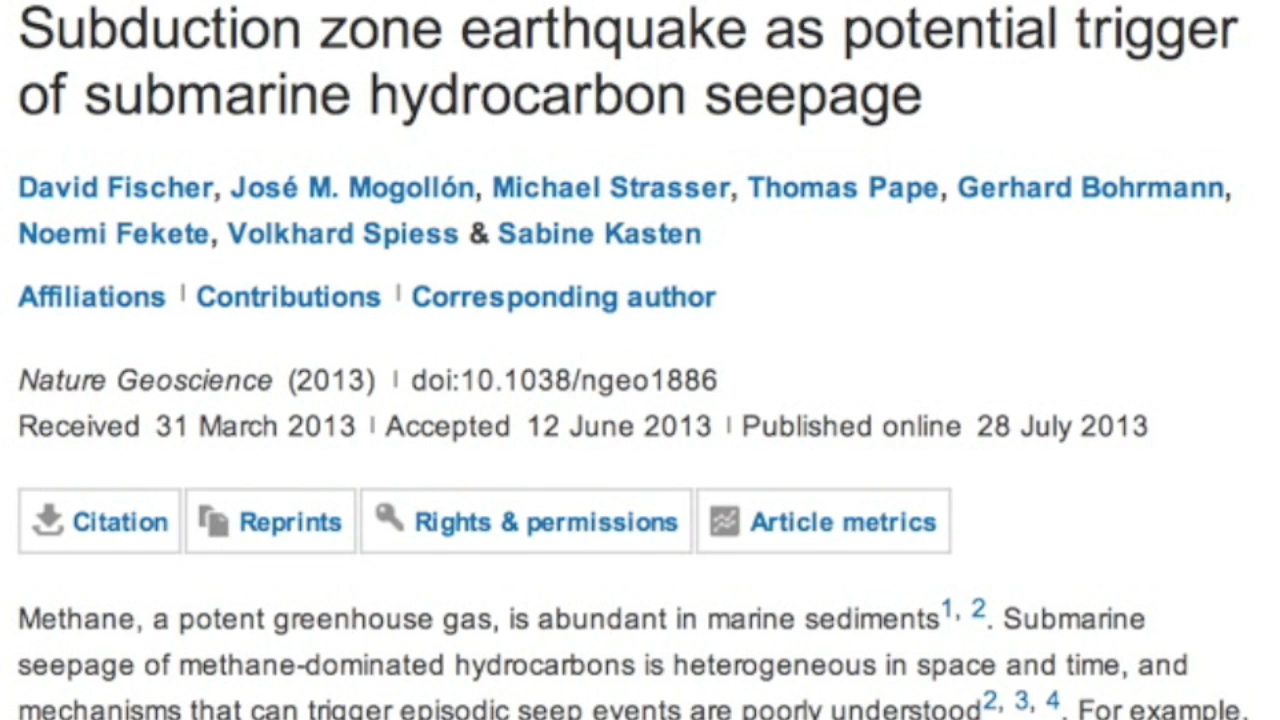 Subduction zone earthquake as potential trigger
of submarine hydrocarbon seepage
David Fischer, José M. Mogollón, Michael Strasser, Thomas Pape, Gerhard Bohrmann,
Noemi Fekete, Volkhard Spiess & Sabine Kasten
Affiliations | Contributions | Corresponding author
Nature Geoscience (2013) | doi:10.1038/ngeo1886
Received 31 March 2013 | Accepted 12 June 2013 | Published online 28 July 2013
Citation Reprints Rights & permissions Article metrics
Methane, a potent greenhouse gas, is abundant in marine sediments1, 2. Submarine
seepage of methane-dominated hydrocarbons is heterogeneous in space and time, and
mechanisms that can trigger episodic seep events are poorly understood2, 3, 4. For example,